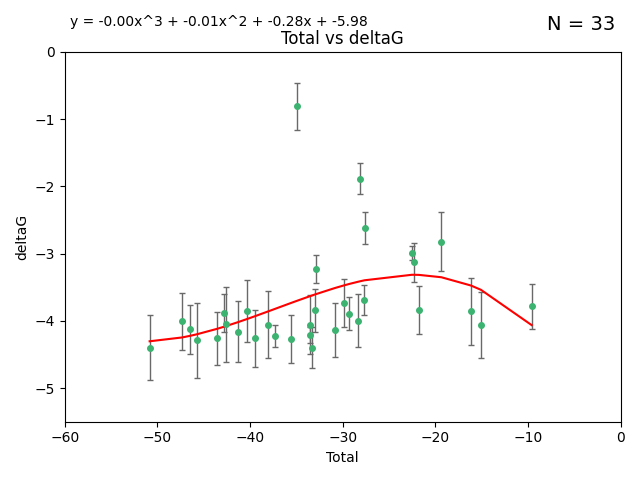 y = -0.00x^3 + -0.01x^2 + -0.28x + -5.98
N = 33
Total vs deltaG
0
−1
−2
−3
−4
−5
deltaG
−60 −50 −40 −30 −20 −10 0
Total